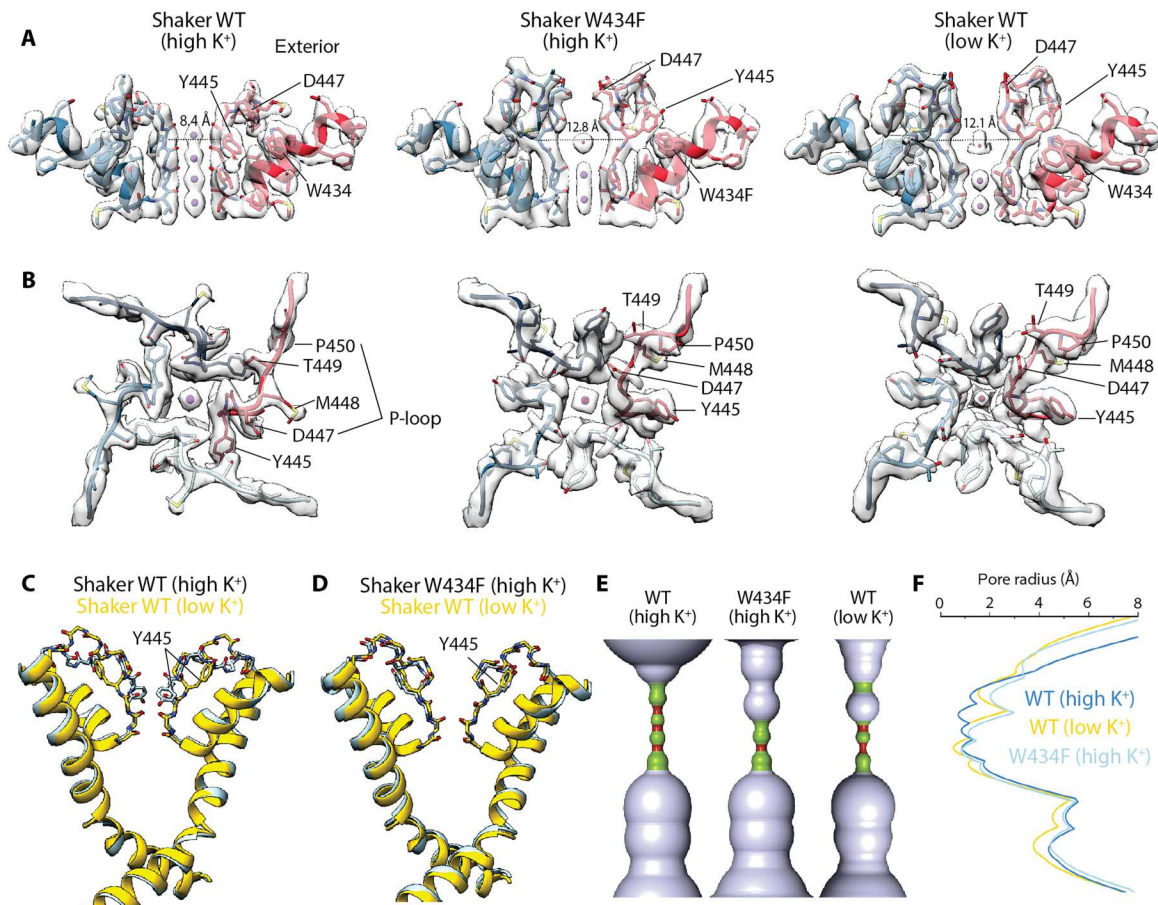 A
Shaker WT
(high K⁺)
Exterior
Y445
D447
8.4 Å
W434
Shaker W434F
(high K⁺)
D447
Y445
12.8 Å
W434F
Shaker WT
(low K⁺)
D447
Y445
12.1 Å
W434
B
P450
T449
M448
D447
P-loop
Y445
T449
P450
M448
D447
Y445
T449
P450
M448
D447
Y445
C
Shaker WT (high K⁺)
Shaker WT (low K⁺)
Y445
D
Shaker W434F (high K⁺)
Shaker WT (low K⁺)
Y445
E
WT
(high K⁺)
W434F
(high K⁺)
WT
(low K⁺)
F
Pore radius (Å)
0 2 4 6 8
WT (high K⁺)
WT (low K⁺)
W434F (high K⁺)